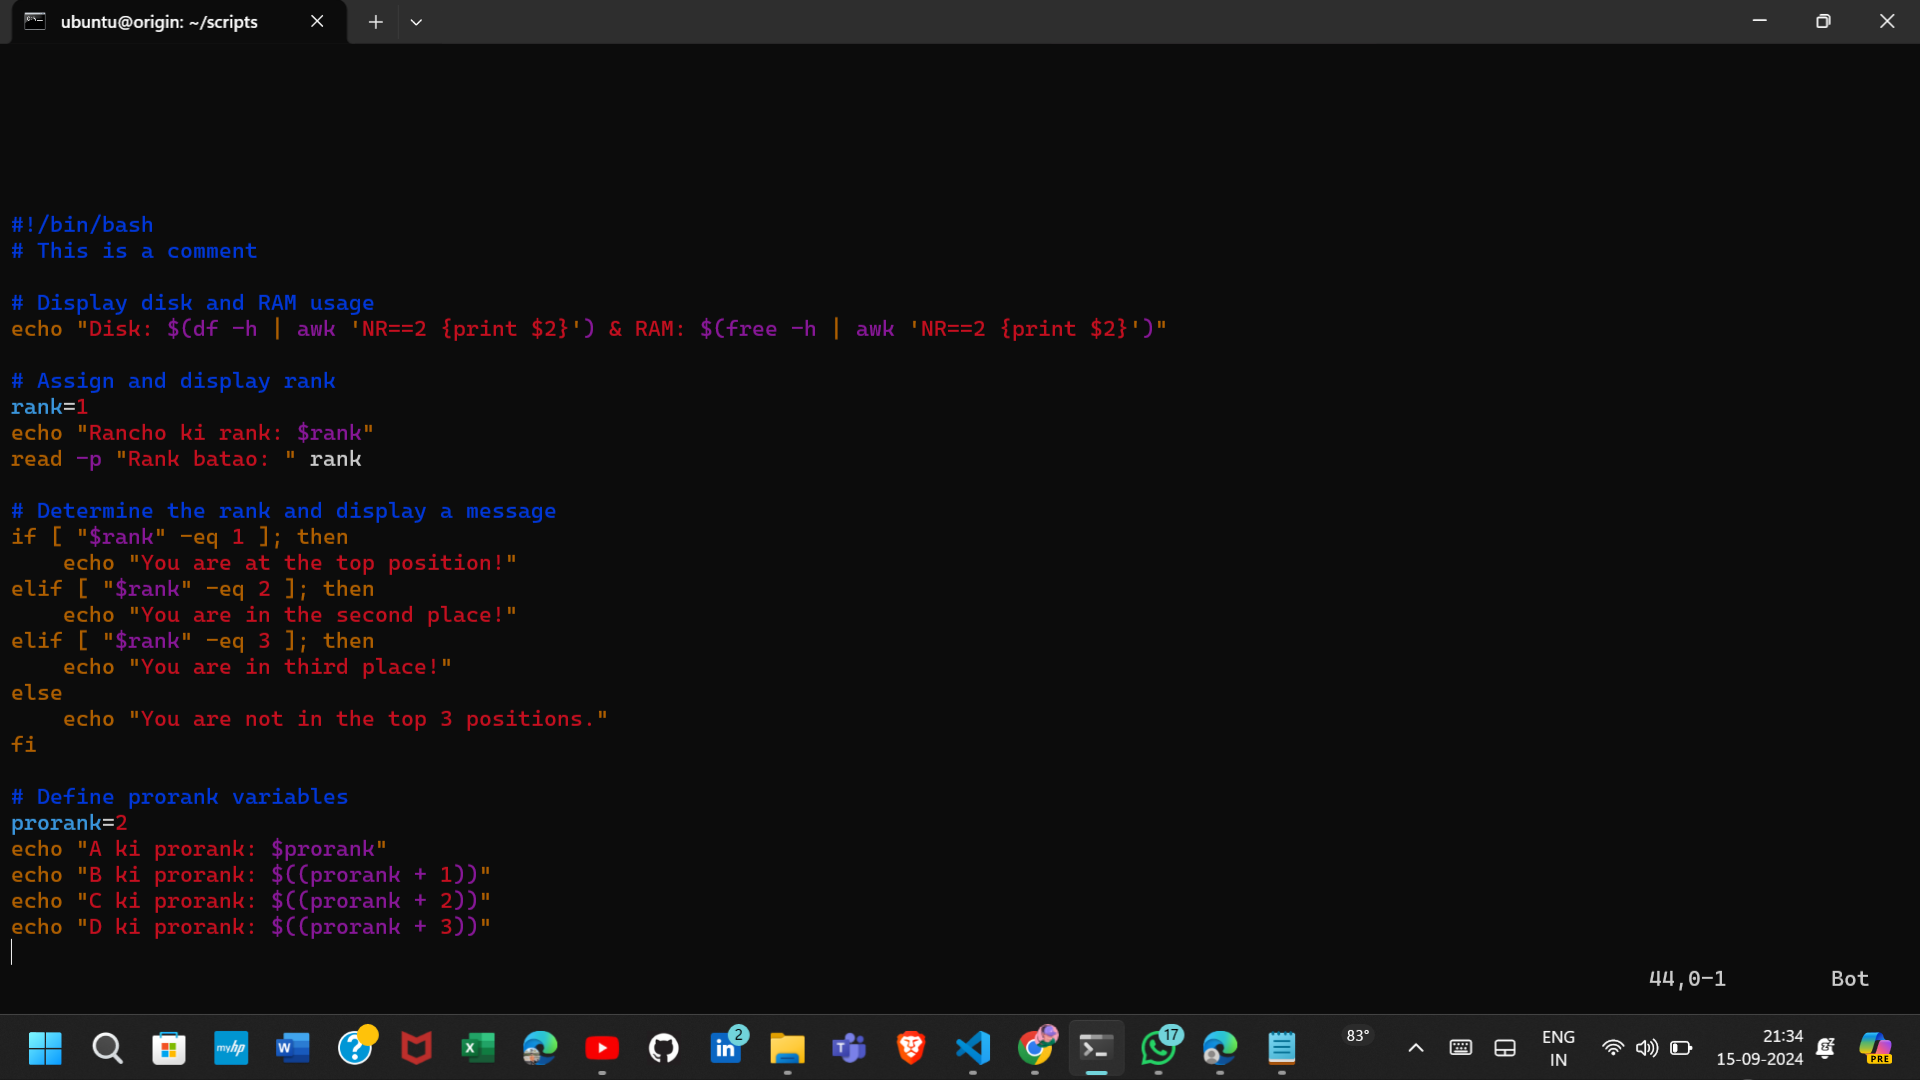 ubuntu@origin: ~/scripts
#!/bin/bash
# This is a comment
# Display disk and RAM usage
echo "Disk: $(df -h | awk 'NR==2 {print $2}') & RAM: $(free -h | awk 'NR==2 {print $2}')"
# Assign and display rank
rank=1
echo "Rancho ki rank: $rank"
read -p "Rank batao: " rank
# Determine the rank and display a message
if [ "$rank" -eq 1 ]; then
    echo "You are at the top position!"
elif [ "$rank" -eq 2 ]; then
    echo "You are in the second place!"
elif [ "$rank" -eq 3 ]; then
    echo "You are in third place!"
else
    echo "You are not in the top 3 positions."
fi
# Define prorank variables
prorank=2
echo "A ki prorank: $prorank"
echo "B ki prorank: $((prorank + 1))"
echo "C ki prorank: $((prorank + 2))"
echo "D ki prorank: $((prorank + 3))"
44,0-1 Bot
myhp
W
?
X
2
in
17
83°
ENG
IN
21:34
15-09-2024
PRE